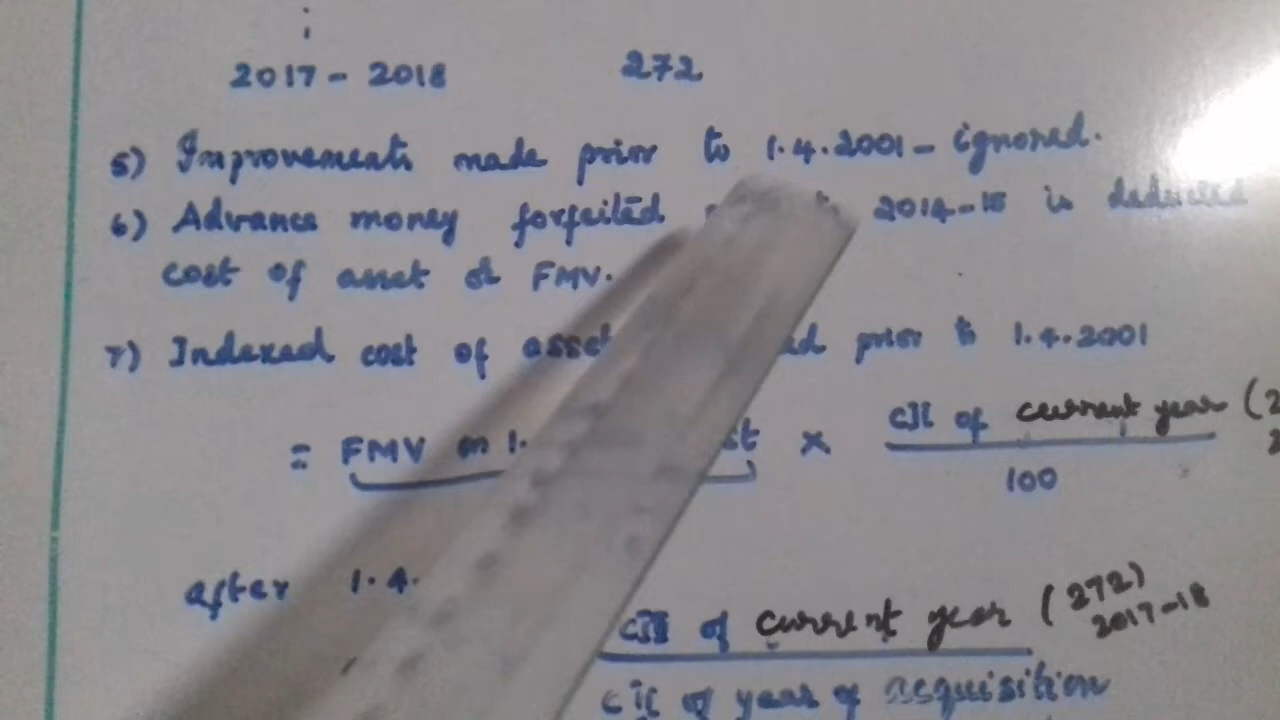 2017 - 2018 272
5) Improvements made prior to 1.4.2001 - ignored.
6) Advance money forfeited 2014-15 is deducted
cost of asset or FMV.
7) Indexed cost of asset prior to 1.4.2001
= FMV on 1. × CII of current year (2
100
after 1.4.
CII of current year (272)
2017-18
CII of year of acquisition